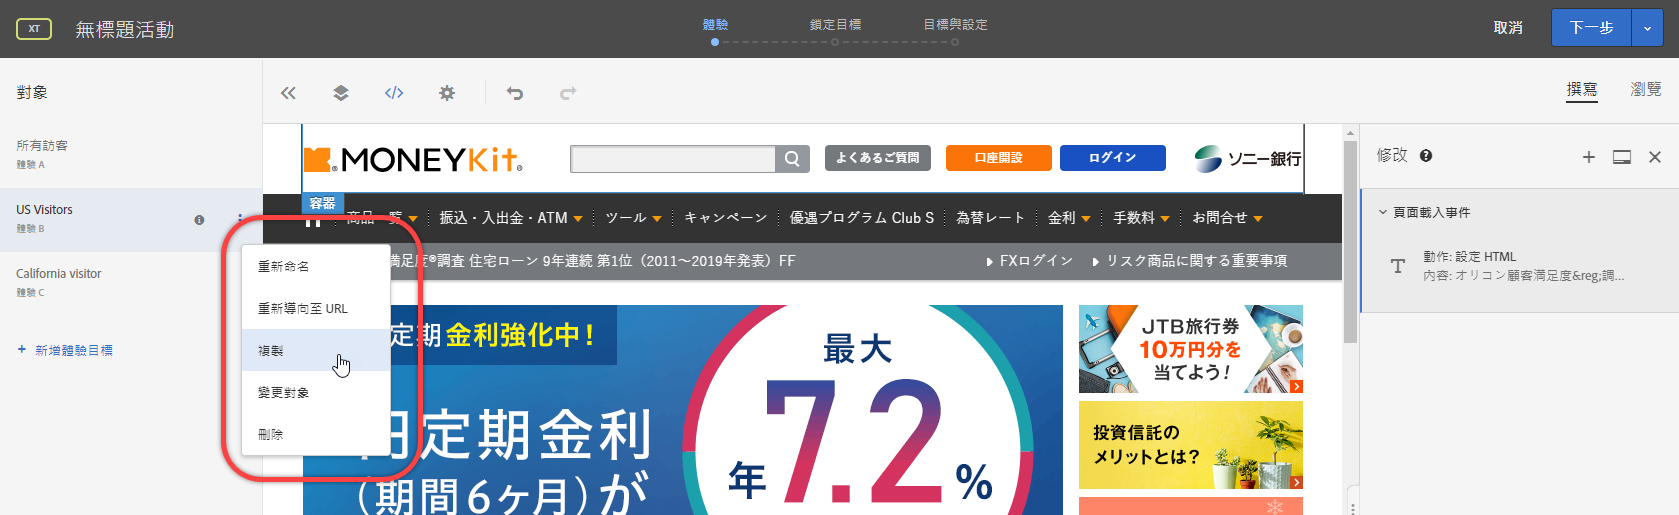 XT
無標題活動
體驗
鎖定目標
目標與設定
取消
下一步
對象
撰寫
瀏覽
所有訪客
體驗 A
US Visitors
體驗 B
California visitor
體驗 C
+ 新增體驗目標
重新命名
重新導向至 URL
複製
變更對象
刪除
MONEYKit
よくあるご質問
口座開設
ログイン
ソニー銀行
容器
商品一覧
振込・入出金・ATM
ツール
キャンペーン
優遇プログラム Club S
為替レート
金利
手数料
お問合せ
満足度®調査 住宅ローン 9年連続 第1位（2011～2019年発表）FF
FXログイン
リスク商品に関する重要事項
定期 金利強化中！
円定期金利
（期間6ヶ月）が
最大
年 7.2 %
JTB旅行券
10万円分を
当てよう！
投資信託の
メリットとは？
修改
頁面載入事件
動作: 設定 HTML
內容: オリコン顧客満足度&reg;調...